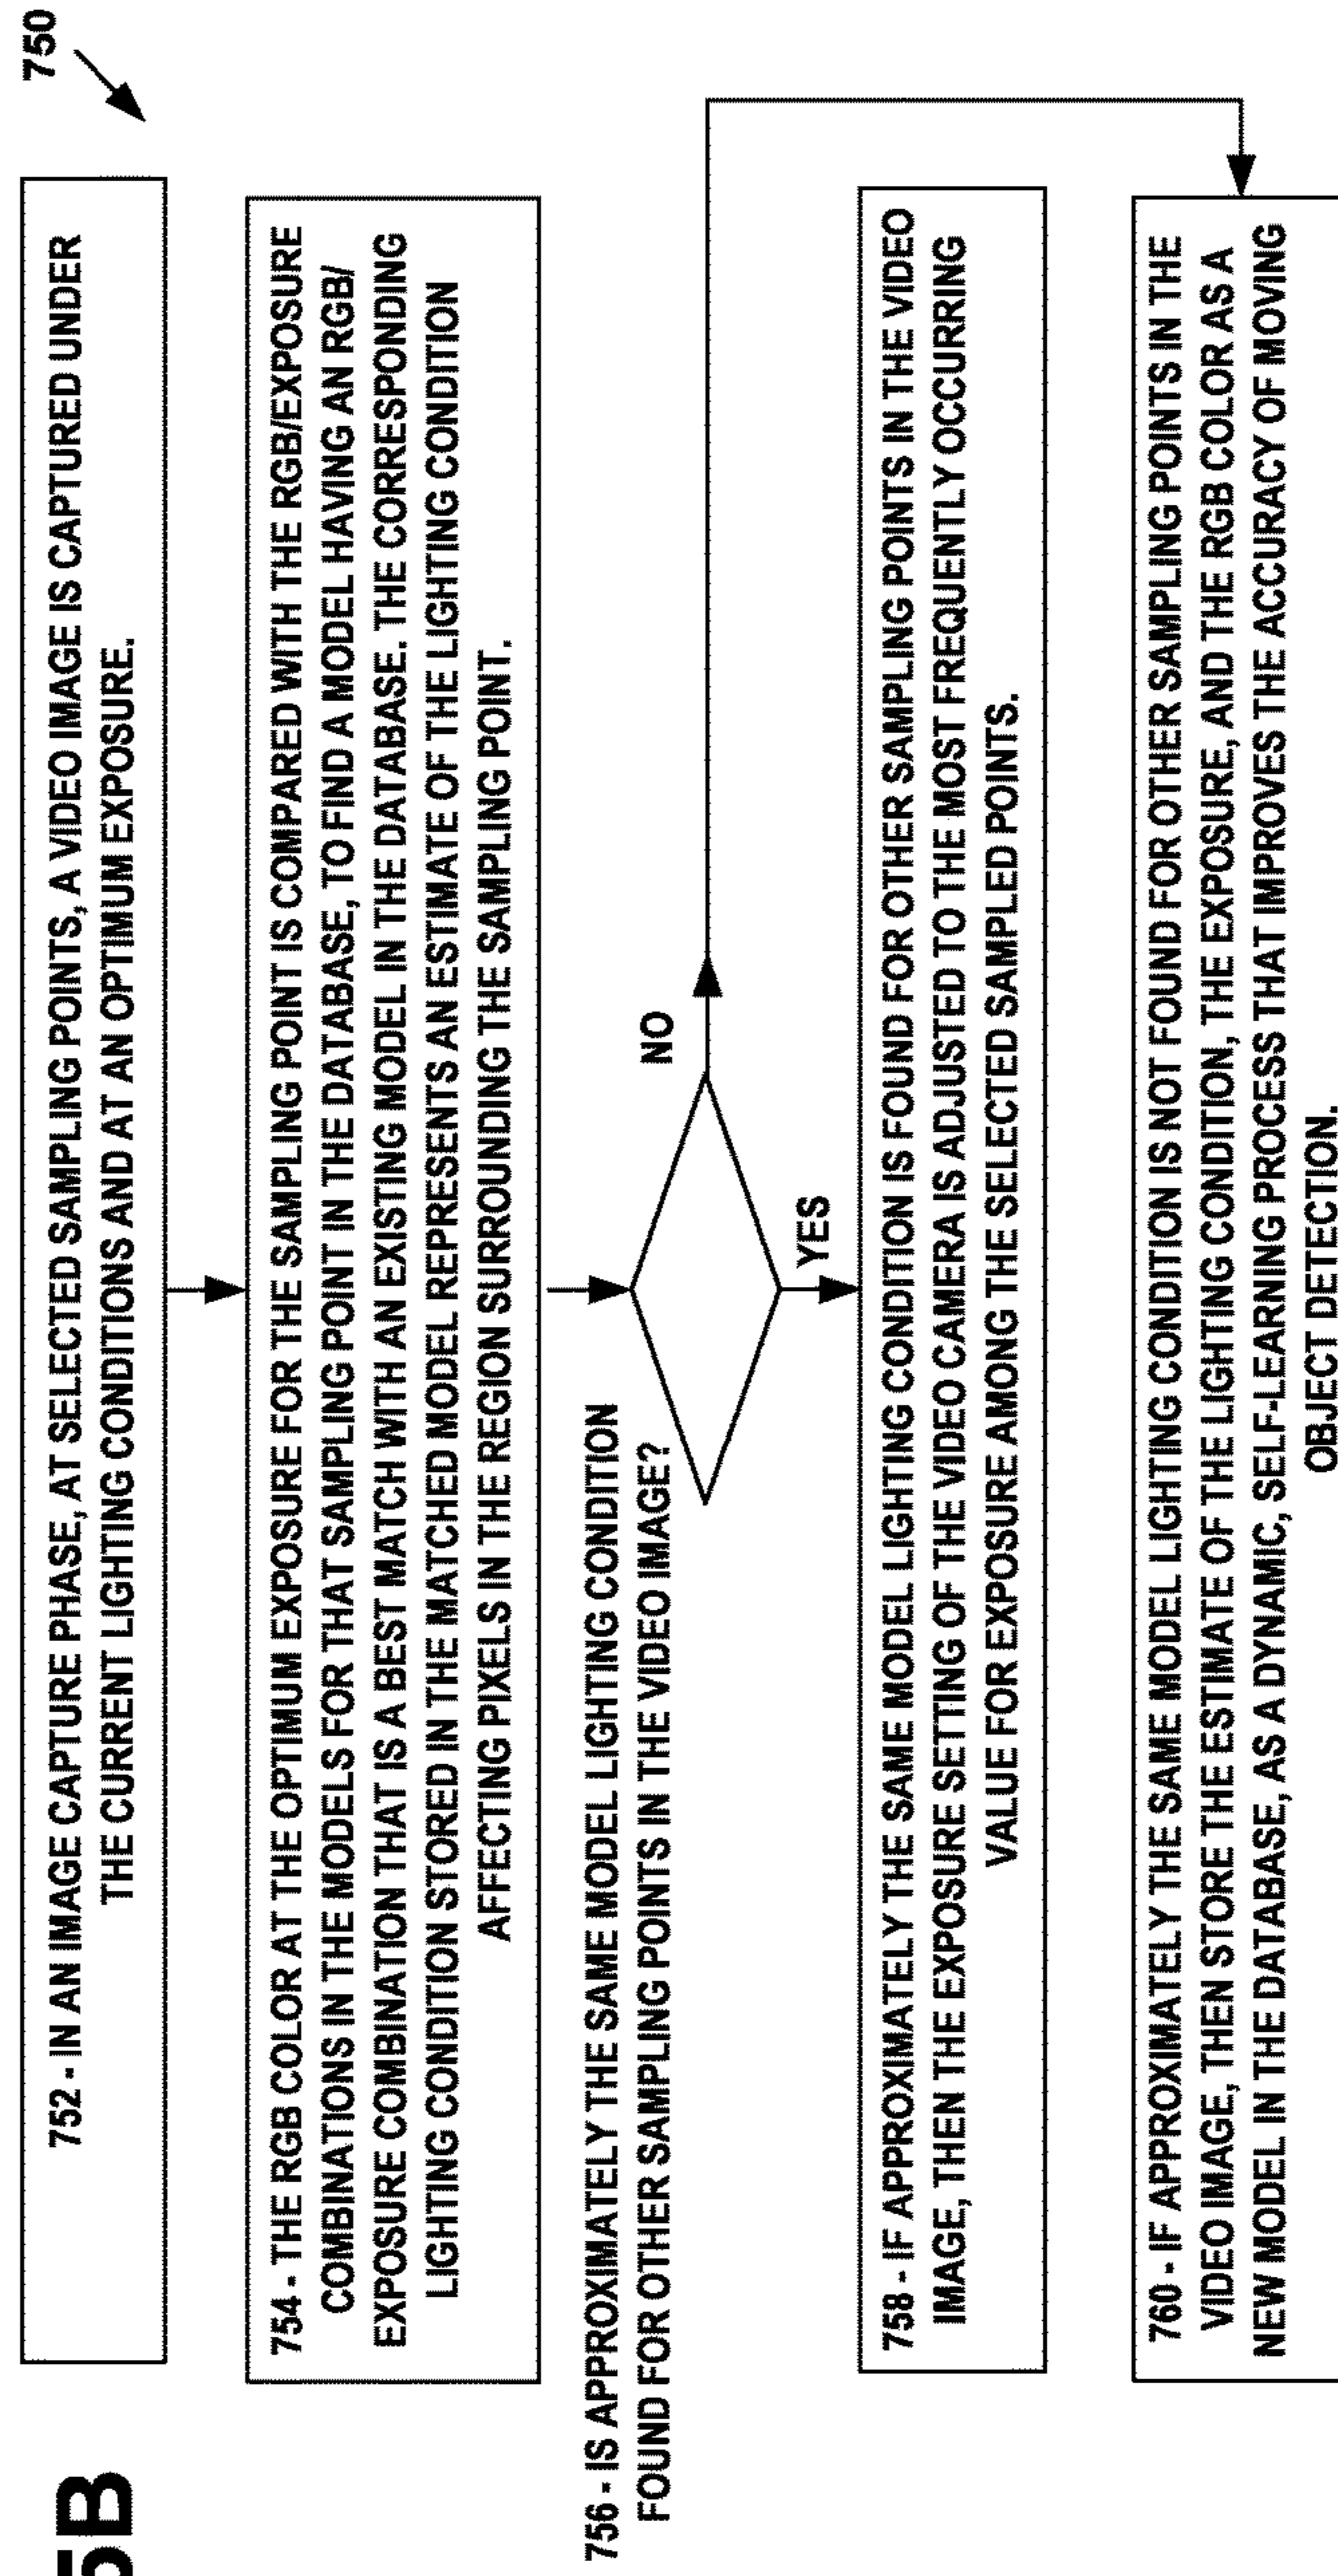 5B
750
752 - IN AN IMAGE CAPTURE PHASE, AT SELECTED SAMPLING POINTS, A VIDEO IMAGE IS CAPTURED UNDER
THE CURRENT LIGHTING CONDITIONS AND AT AN OPTIMUM EXPOSURE.
754 - THE RGB COLOR AT THE OPTIMUM EXPOSURE FOR THE SAMPLING POINT IS COMPARED WITH THE RGB/EXPOSURE
COMBINATIONS IN THE MODELS FOR THAT SAMPLING POINT IN THE DATABASE, TO FIND A MODEL HAVING AN RGB/
EXPOSURE COMBINATION THAT IS A BEST MATCH WITH AN EXISTING MODEL IN THE DATABASE. THE CORRESPONDING
LIGHTING CONDITION STORED IN THE MATCHED MODEL REPRESENTS AN ESTIMATE OF THE LIGHTING CONDITION
AFFECTING PIXELS IN THE REGION SURROUNDING THE SAMPLING POINT.
756 - IS APPROXIMATELY THE SAME MODEL LIGHTING CONDITION
FOUND FOR OTHER SAMPLING POINTS IN THE VIDEO IMAGE?
NO
YES
758 - IF APPROXIMATELY THE SAME MODEL LIGHTING CONDITION IS FOUND FOR OTHER SAMPLING POINTS IN THE VIDEO
IMAGE, THEN THE EXPOSURE SETTING OF THE VIDEO CAMERA IS ADJUSTED TO THE MOST FREQUENTLY OCCURRING
VALUE FOR EXPOSURE AMONG THE SELECTED SAMPLED POINTS.
760 - IF APPROXIMATELY THE SAME MODEL LIGHTING CONDITION IS NOT FOUND FOR OTHER SAMPLING POINTS IN THE
VIDEO IMAGE, THEN STORE THE ESTIMATE OF THE LIGHTING CONDITION, THE EXPOSURE, AND THE RGB COLOR AS A
NEW MODEL IN THE DATABASE, AS A DYNAMIC, SELF-LEARNING PROCESS THAT IMPROVES THE ACCURACY OF MOVING
OBJECT DETECTION.